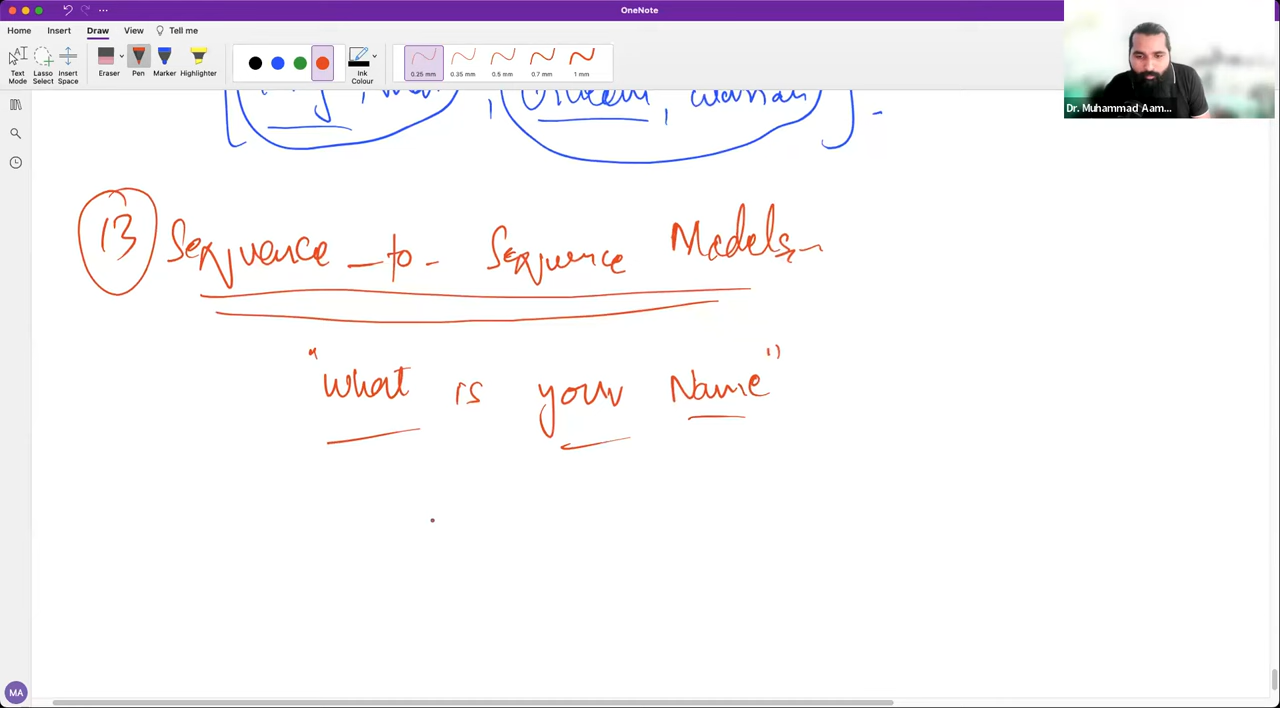 OneNote
Home Insert Draw View Tell me
Text Mode Lasso Select Insert Space Eraser Pen Marker Highlighter Ink Colour 0.25 mm 0.35 mm 0.5 mm 0.7 mm 1 mm
Dr. Muhammad Aam...
13 Sequence-to-Sequence Models
"What is your Name"
MA